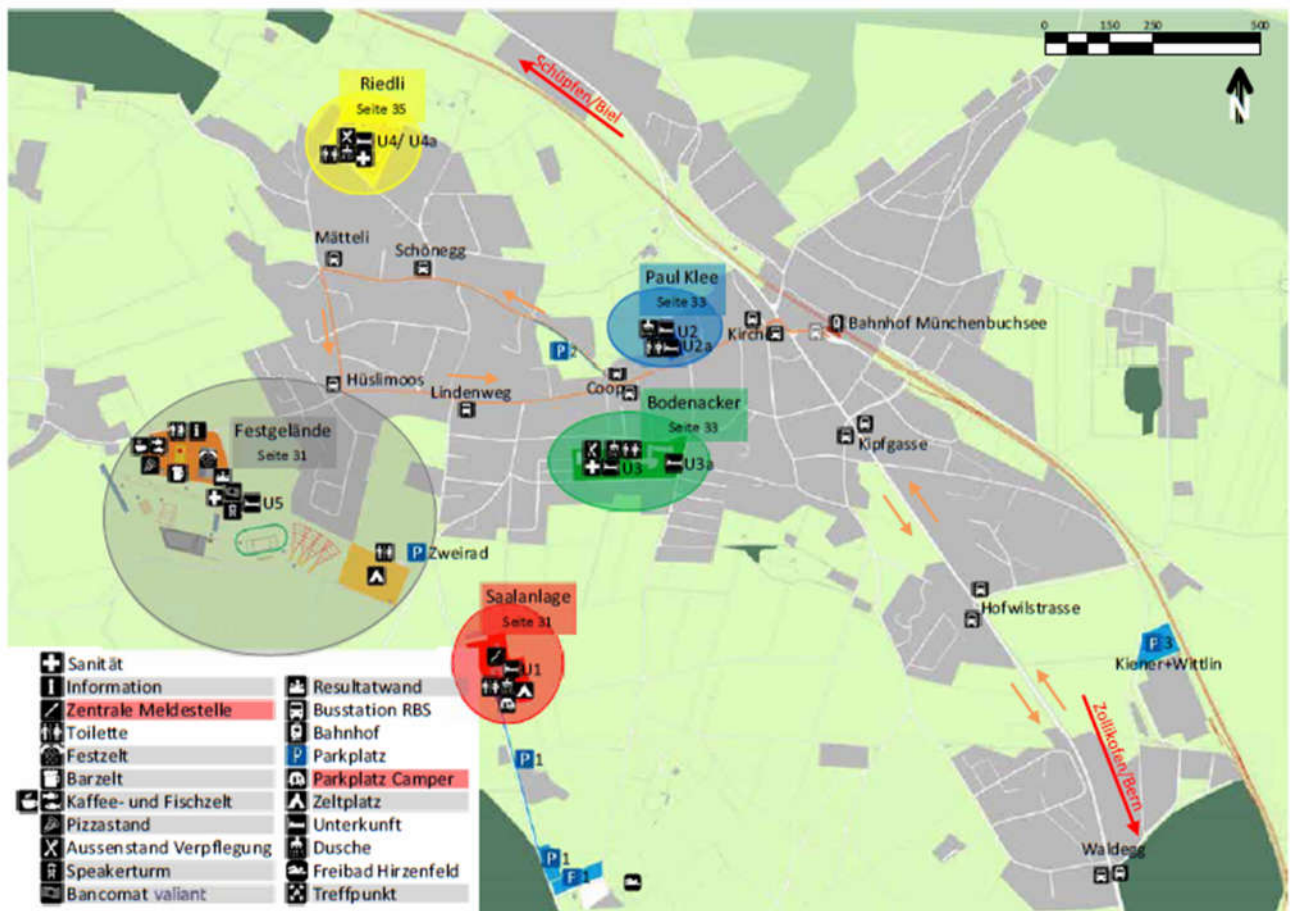 0 150 250 500
N
Schüpfen/Biel
Riedli
Seite 35
U4/ U4a
Mätteli
Schönegg
Paul Klee
Seite 33
U2
U2a
Kirche
Bahnhof Münchenbuchsee
P 2
Hüslimoos
Lindenweg
Coop
Bodenacker
Seite 33
U3
U3a
Kipfgasse
Festgelände
Seite 31
U5
P Zweirad
Saalanlage
Seite 31
U1
Hofwilstrasse
P 3
Kiener+Wittlin
Zollikofen/Bern
P 1
P 1
P 1
Waldegg
Sanität
Information
Zentrale Meldestelle
Toilette
Festzelt
Barzelt
Kaffee- und Fischzelt
Pizzastand
Aussenstand Verpflegung
Speakerturm
Bancomat valiant
Resultatwand
Busstation RBS
Bahnhof
P Parkplatz
Parkplatz Camper
Zeltplatz
Unterkunft
Dusche
Freibad Hirzenfeld
Treffpunkt